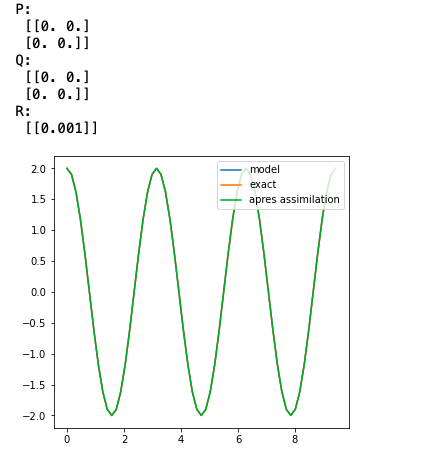 P:
[[0. 0.]
[0. 0.]]
Q:
[[0. 0.]
[0. 0.]]
R:
[[0.001]]
2.0
1.5
1.0
0.5
0.0
−0.5
−1.0
−1.5
−2.0
model
exact
apres assimilation
0 2 4 6 8